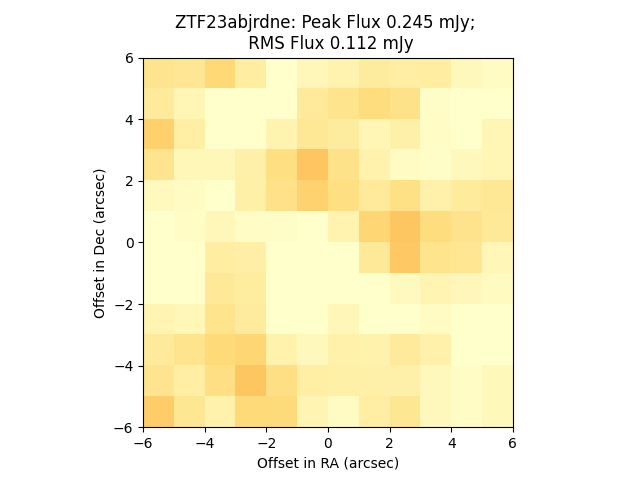 ZTF23abjrdne: Peak Flux 0.245 mJy;
RMS Flux 0.112 mJy
6
4
2
0
−2
−4
−6
Offset in Dec (arcsec)
−6 −4 −2 0 2 4 6
Offset in RA (arcsec)